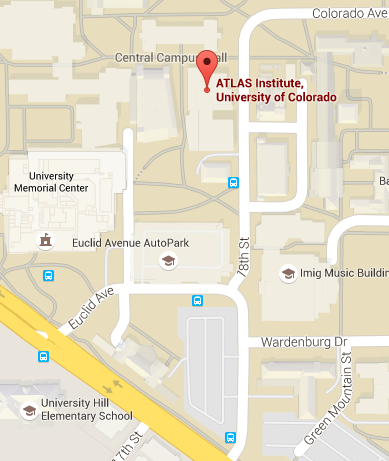 Colorado Ave
Central Campus
ATLAS Institute,
University of Colorado
University
Memorial Center
Euclid Avenue AutoPark
18th St
Imig Music Building
Euclid Ave
Wardenburg Dr
Green Mountain St
University Hill
Elementary School
17th St